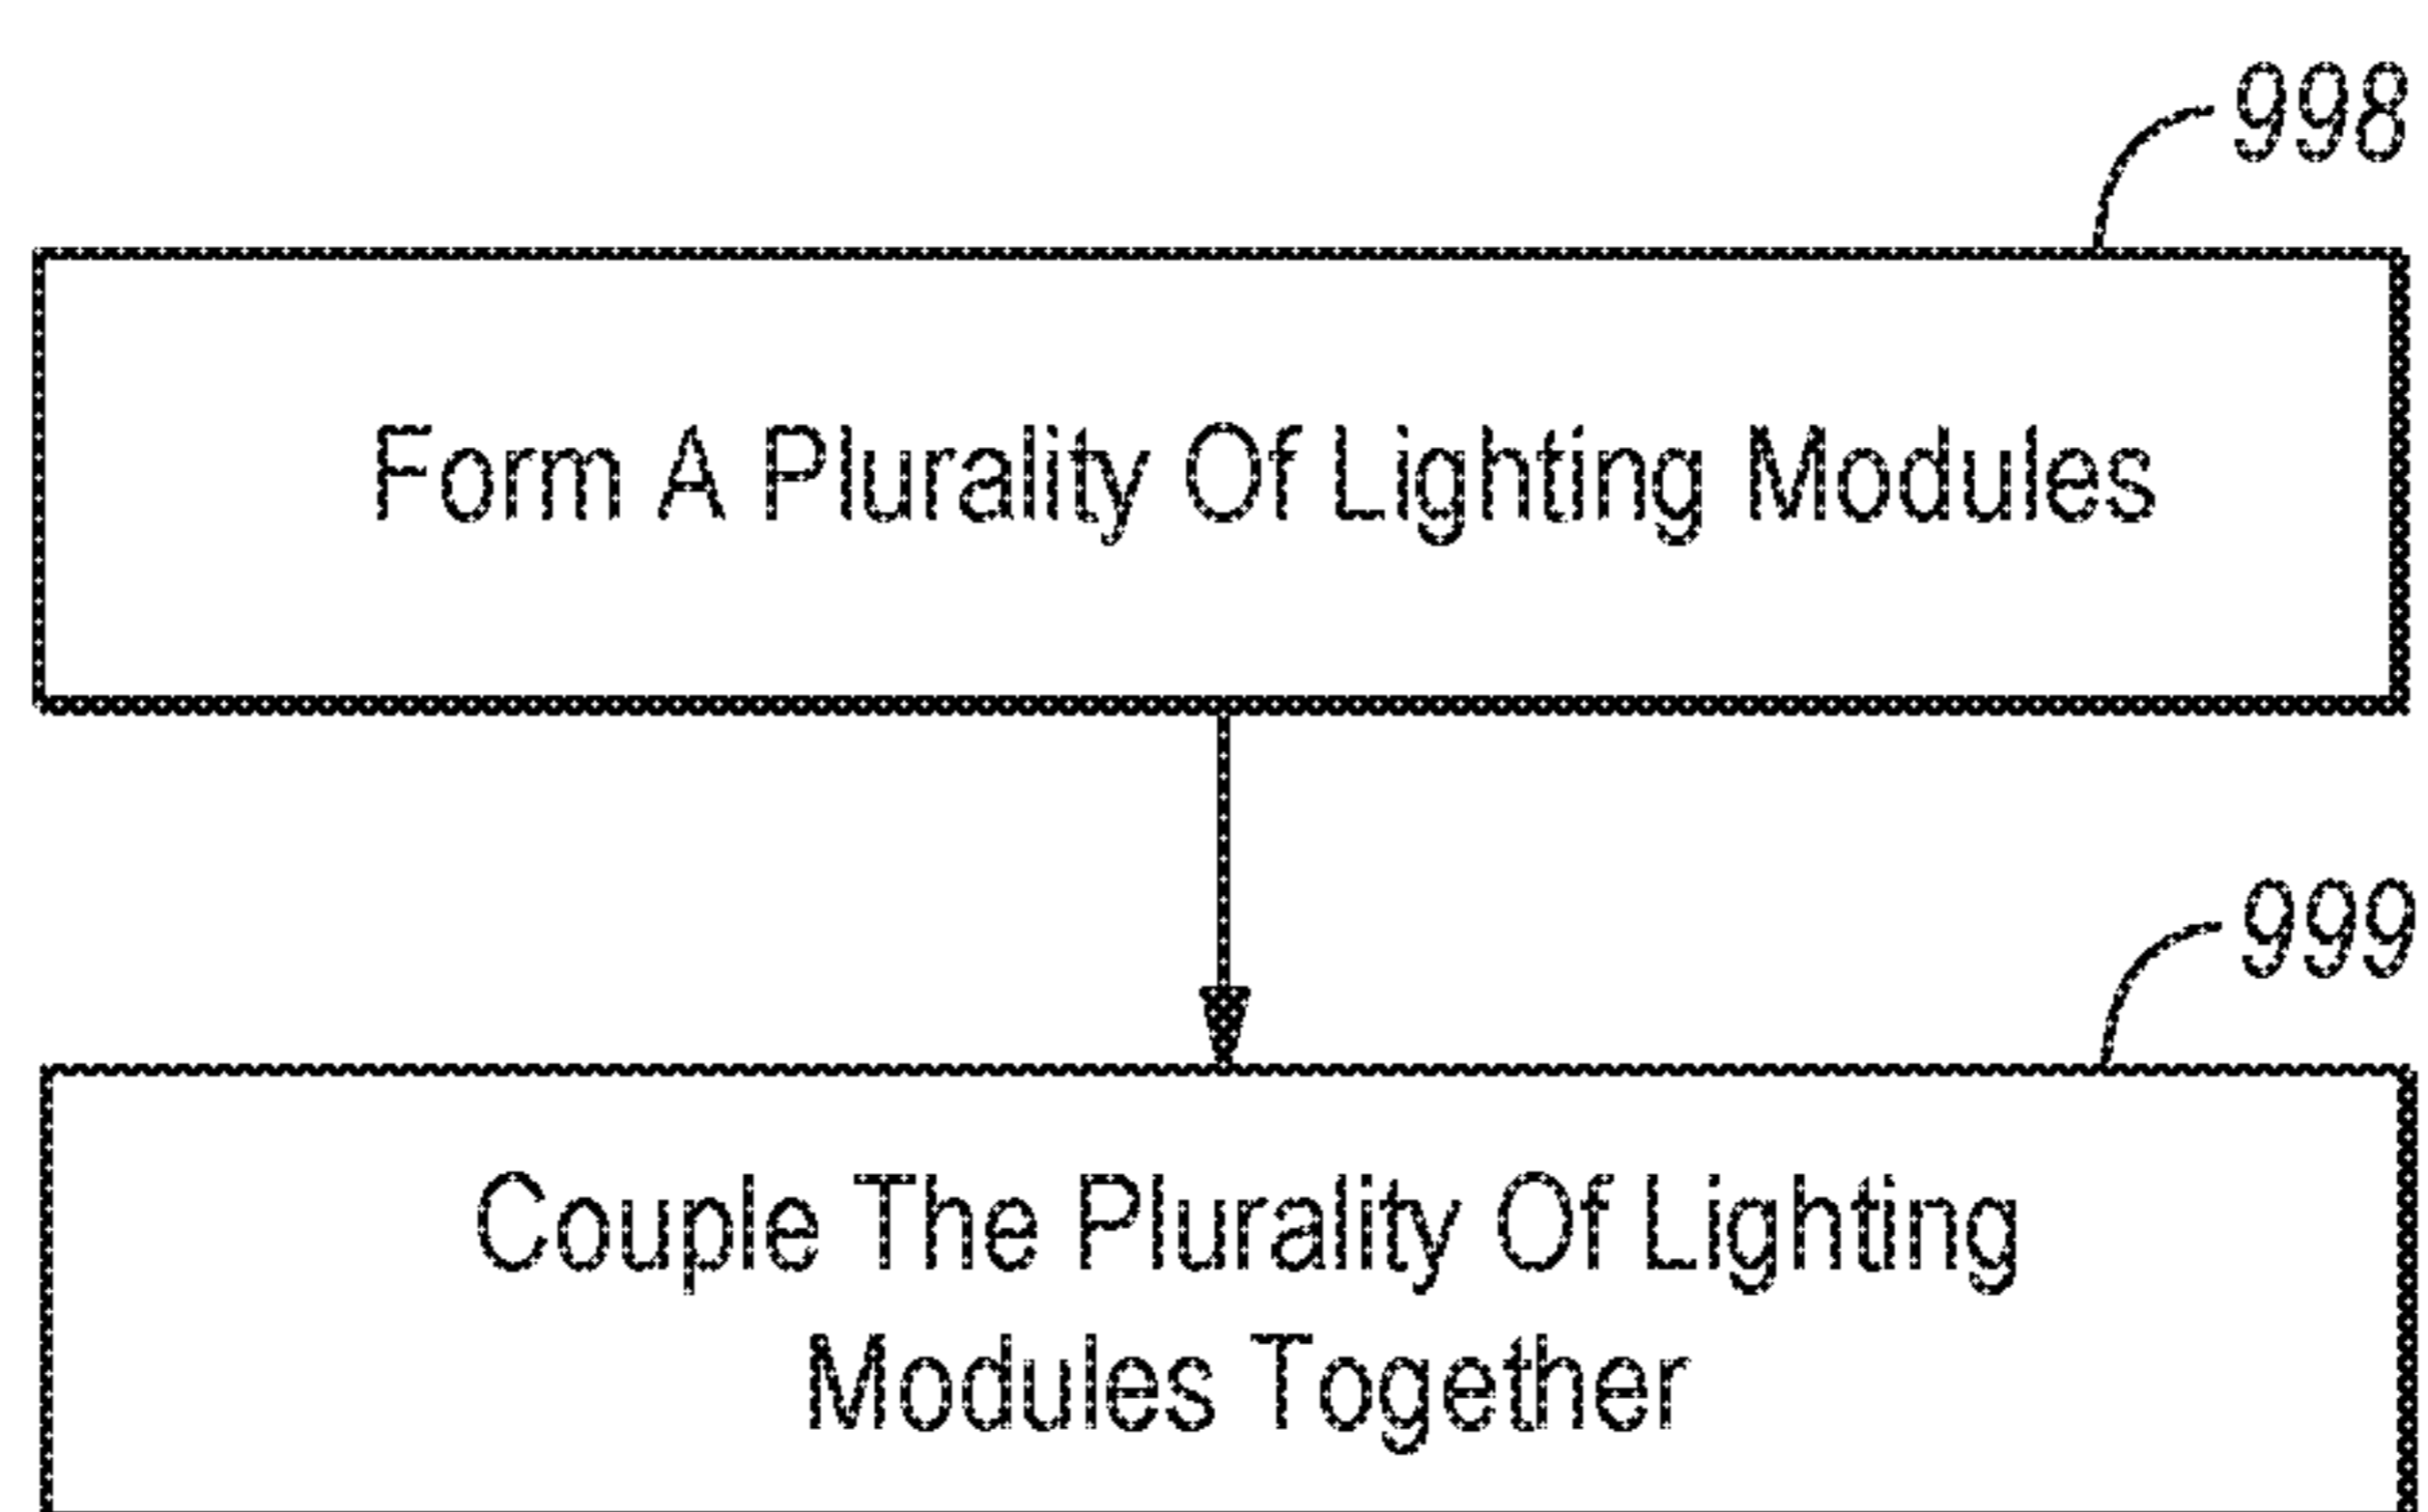 998
Form A Plurality Of Lighting Modules
999
Couple The Plurality Of Lighting
Modules Together